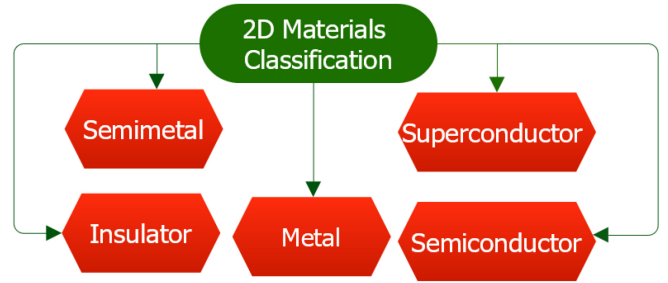 2D Materials
Classification
Semimetal
Superconductor
Insulator
Metal
Semiconductor